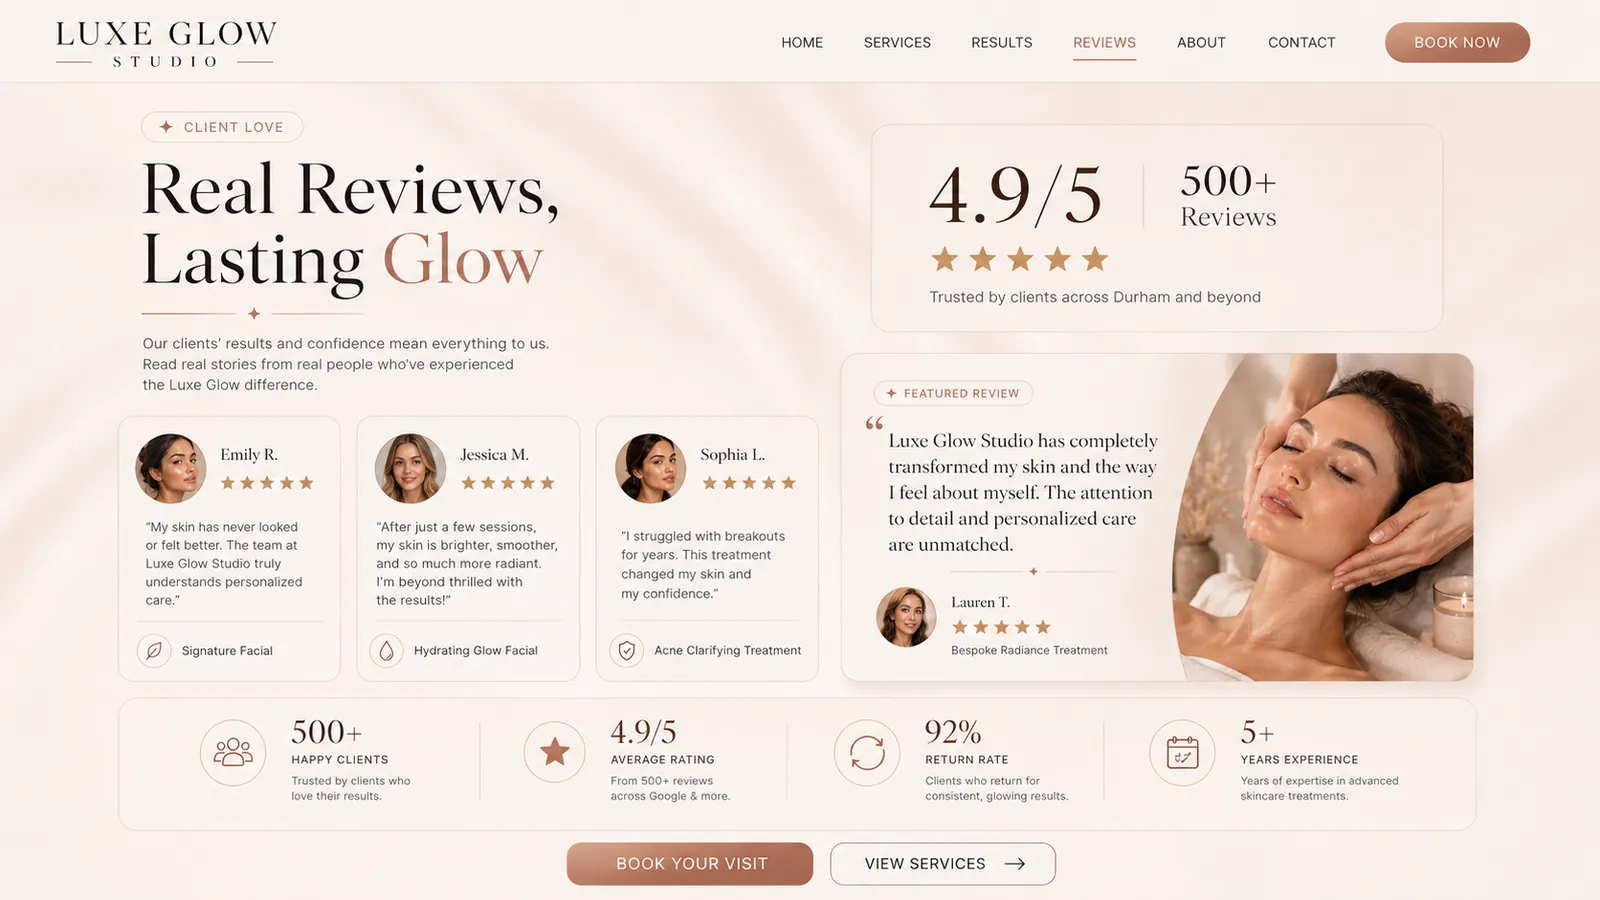 LUXE GLOW
STUDIO
HOME
SERVICES
RESULTS
REVIEWS
ABOUT
CONTACT
BOOK NOW
CLIENT LOVE
Real Reviews,
Lasting Glow
Our clients’ results and confidence mean everything to us.
Read real stories from real people who’ve experienced
the Luxe Glow difference.
4.9/5
500+
Reviews
Trusted by clients across Durham and beyond
Emily R.
“My skin has never looked
or felt better. The team at
Luxe Glow Studio truly
understands personalized
care.”
Signature Facial
Jessica M.
“After just a few sessions,
my skin is brighter, smoother,
and so much more radiant.
I’m beyond thrilled with
the results!”
Hydrating Glow Facial
Sophia L.
“I struggled with breakouts
for years. This treatment
changed my skin and
my confidence.”
Acne Clarifying Treatment
FEATURED REVIEW
“
Luxe Glow Studio has completely
transformed my skin and the way
I feel about myself. The attention
to detail and personalized care
are unmatched.
Lauren T.
Bespoke Radiance Treatment
500+
HAPPY CLIENTS
Trusted by clients who
love their results.
4.9/5
AVERAGE RATING
From 500+ reviews
across Google & more.
92%
RETURN RATE
Clients who return for
consistent, glowing results.
5+
YEARS EXPERIENCE
Years of expertise in advanced
skincare treatments.
BOOK YOUR VISIT
VIEW SERVICES →